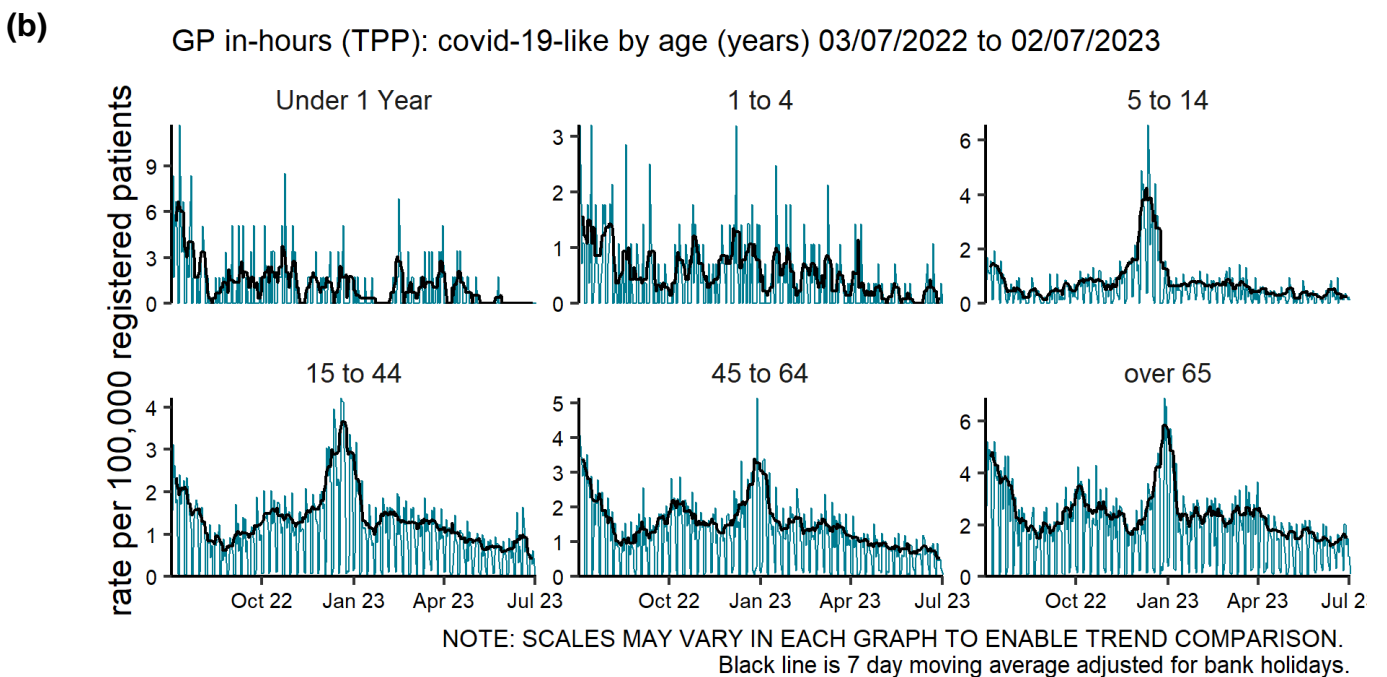 (b)
GP in-hours (TPP): covid-19-like by age (years) 03/07/2022 to 02/07/2023
rate per 100,000 registered patients
Under 1 Year
9
6
3
0
1 to 4
3
2
1
0
5 to 14
6
4
2
0
15 to 44
4
3
2
1
0
Oct 22 Jan 23 Apr 23 Jul 23
45 to 64
5
4
3
2
1
0
Oct 22 Jan 23 Apr 23 Jul 23
over 65
6
4
2
0
Oct 22 Jan 23 Apr 23 Jul
NOTE: SCALES MAY VARY IN EACH GRAPH TO ENABLE TREND COMPARISON.
Black line is 7 day moving average adjusted for bank holidays.